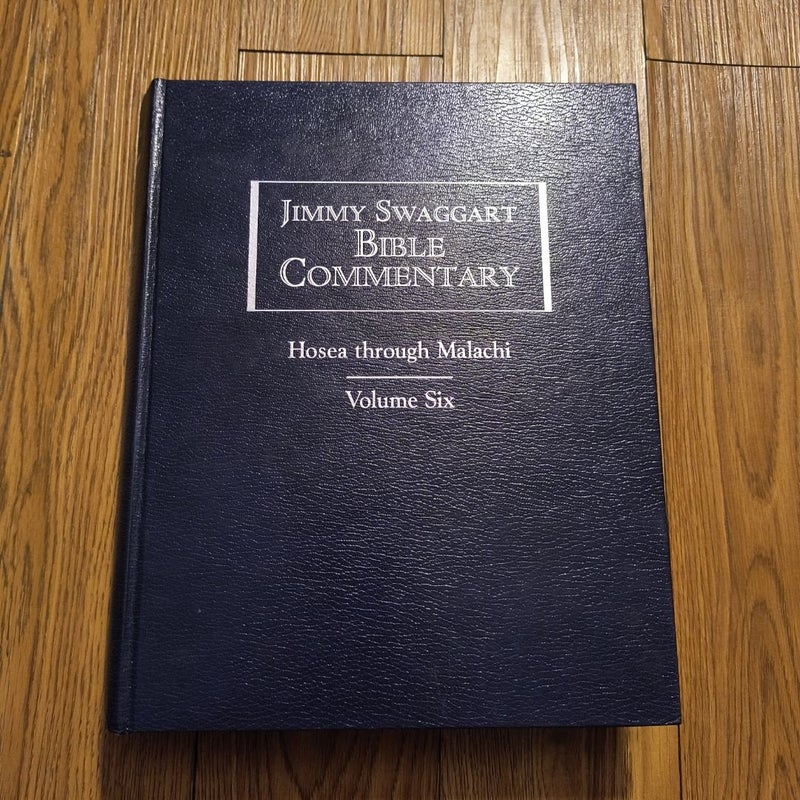 Jimmy Swaggart
Bible
Commentary
Hosea through Malachi
Volume Six